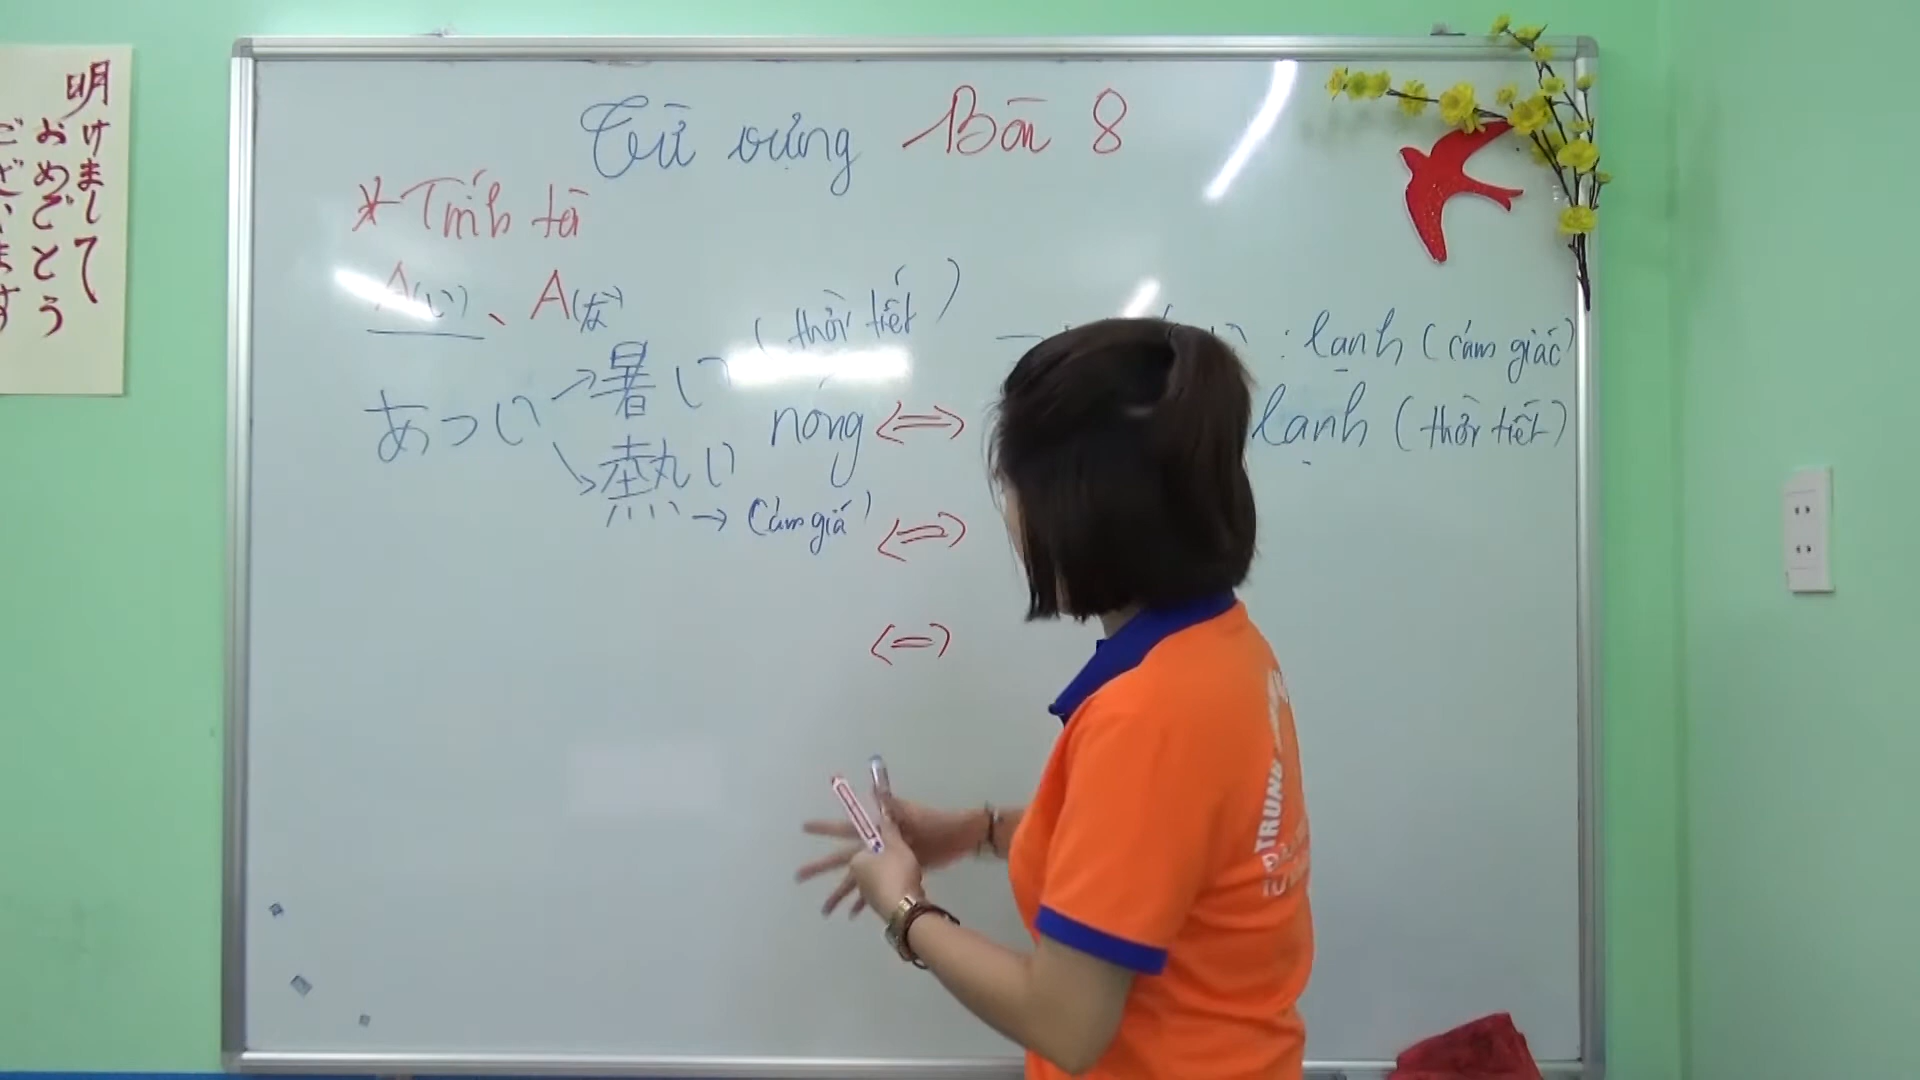 明けまして
おめでとう
ございます
Từ vựng Bài 8
* Tính từ
A(い)、A(な)
(thời tiết)
: lạnh (cảm giác)
あつい → 暑い nóng ⇔ lạnh (thời tiết)
→ 熱い → Cảm giá ⇔
⇔
TRUNG